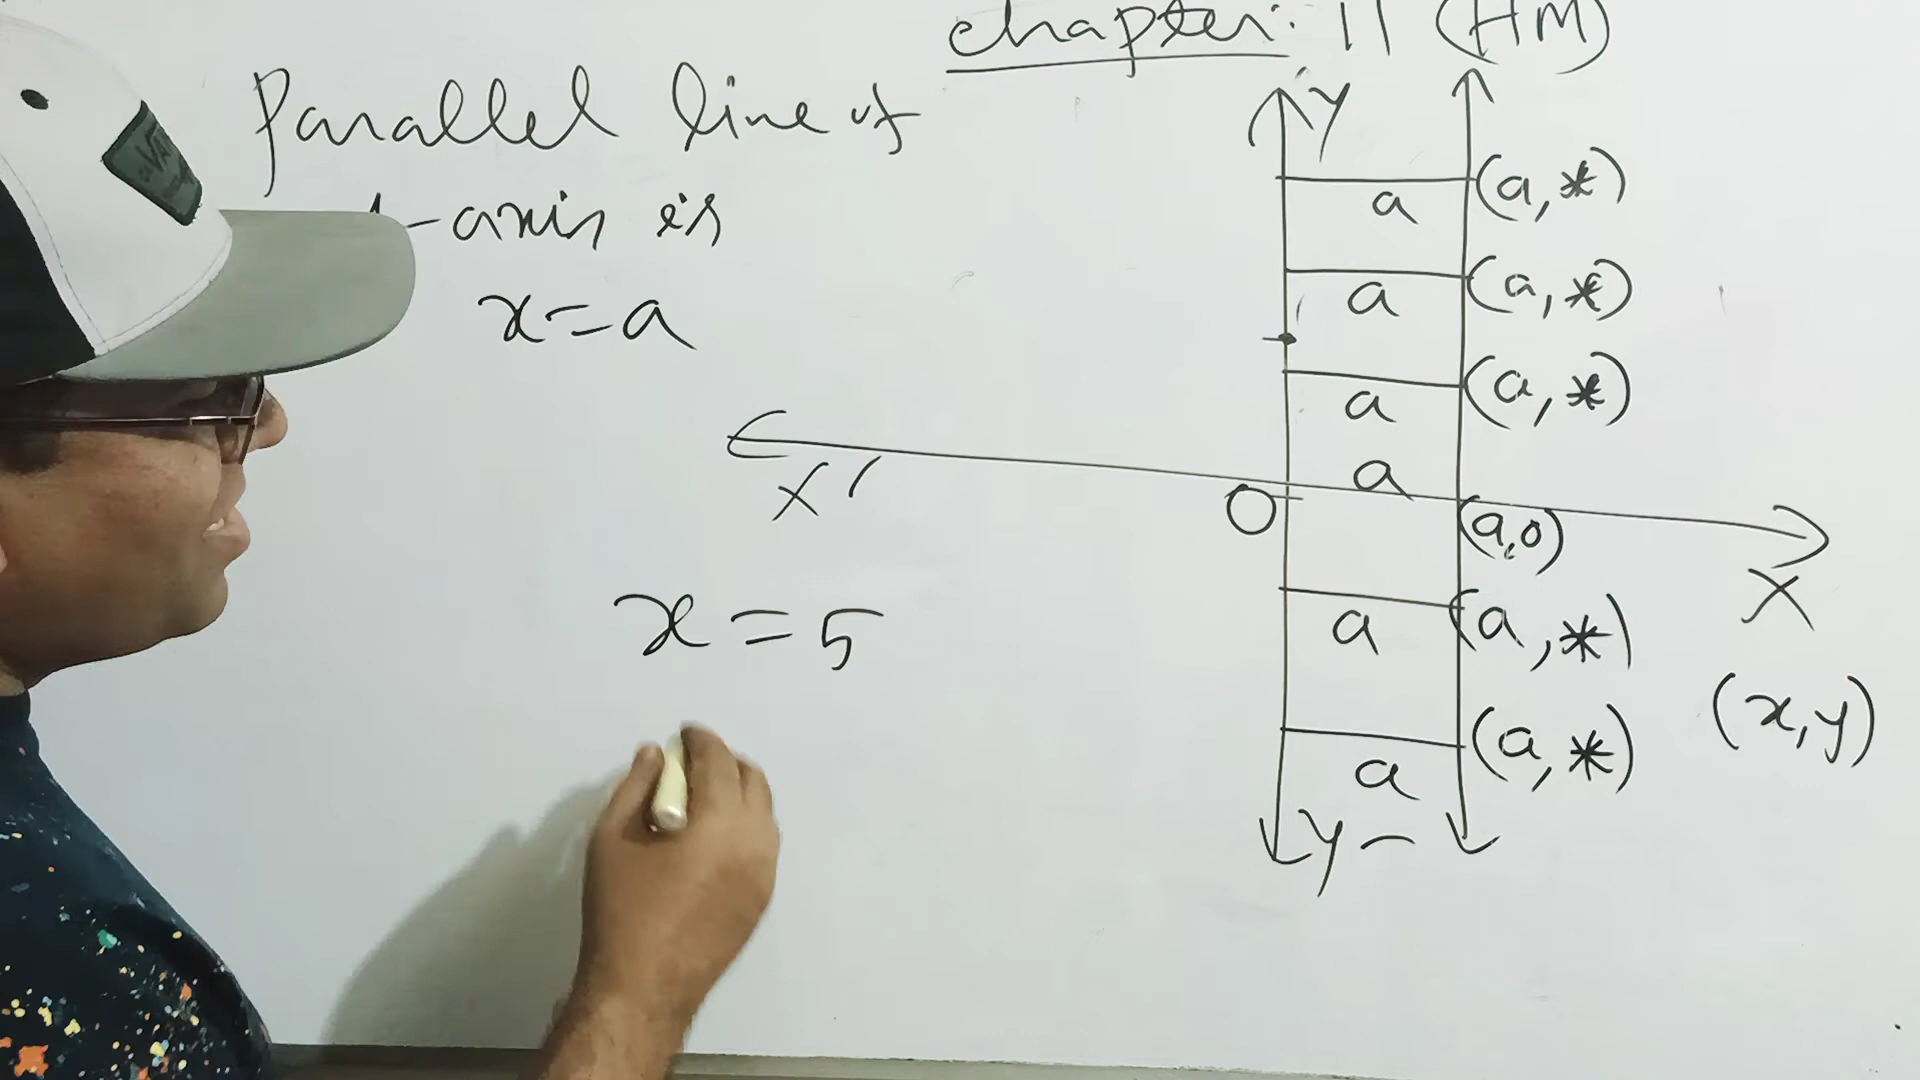 chapter: 11 (HM)
Parallel line of
-axis is
x=a
x = 5
Y
(a,*)
a
(a,*)
a
(a,*)
a
a
X'
O
(a,0)
X
a
(a,*)
(x,y)
(a,*)
a
y-